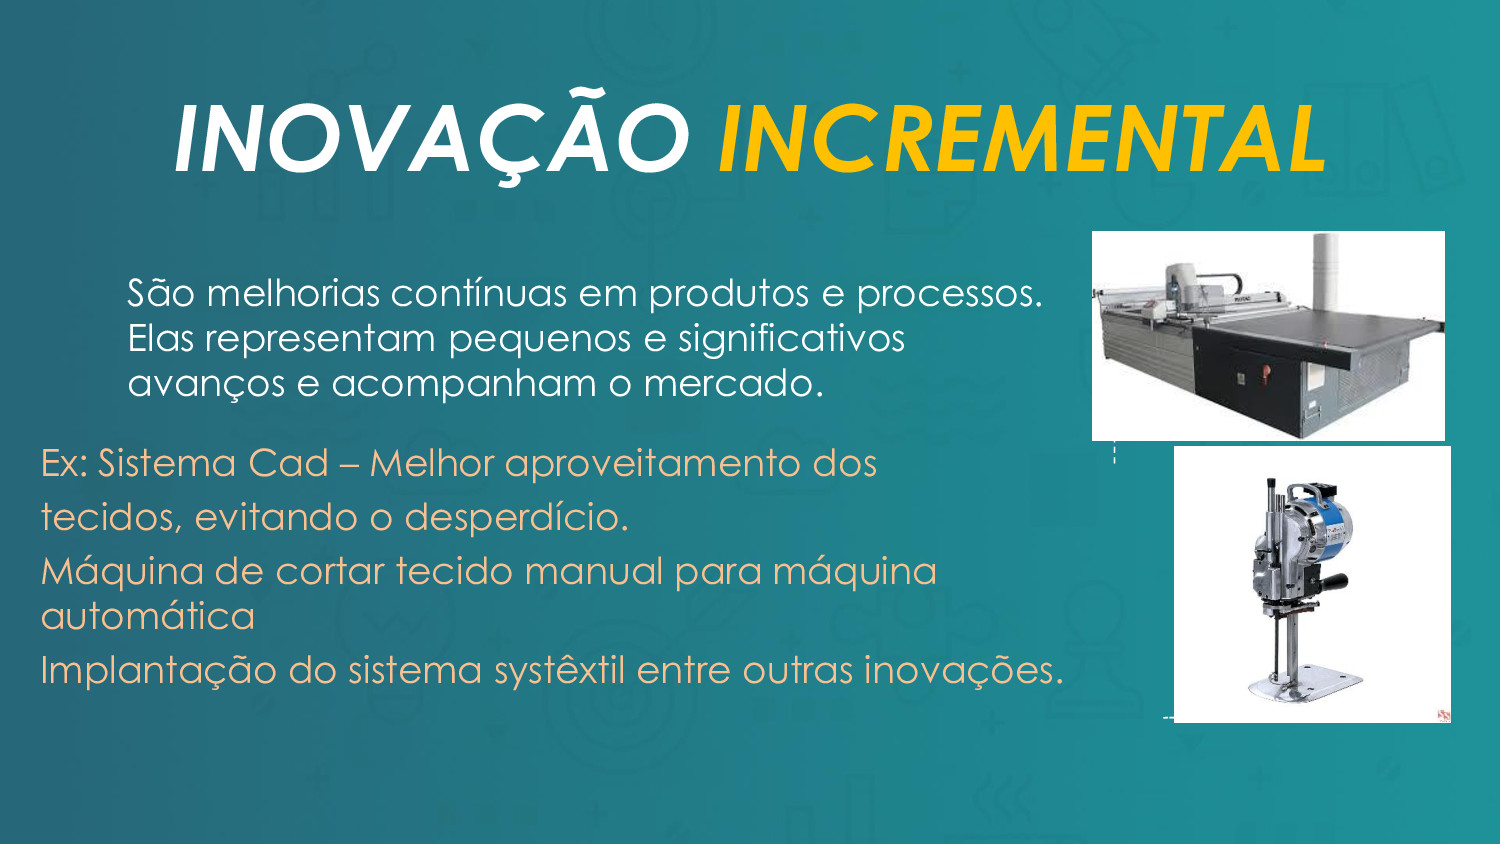 INOVAÇÃO INCREMENTAL
São melhorias contínuas em produtos e processos.
Elas representam pequenos e significativos
avanços e acompanham o mercado.
Ex: Sistema Cad – Melhor aproveitamento dos
tecidos, evitando o desperdício.
Máquina de cortar tecido manual para máquina
automática
Implantação do sistema systêxtil entre outras inovações.